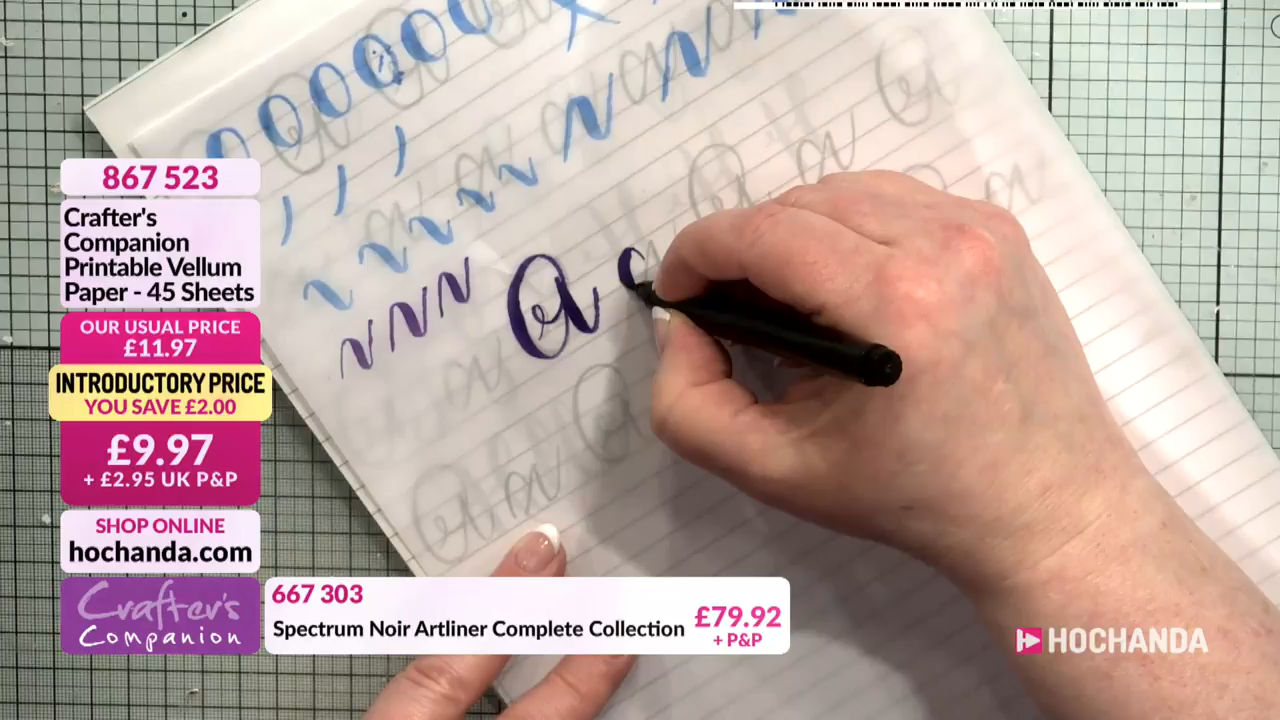 867 523
Crafter's
Companion
Printable Vellum
Paper - 45 Sheets
OUR USUAL PRICE
£11.97
INTRODUCTORY PRICE
YOU SAVE £2.00
£9.97
+ £2.95 UK P&P
SHOP ONLINE
hochanda.com
Crafter's
Companion
667 303
Spectrum Noir Artliner Complete Collection
£79.92
+ P&P
HOCHANDA
a